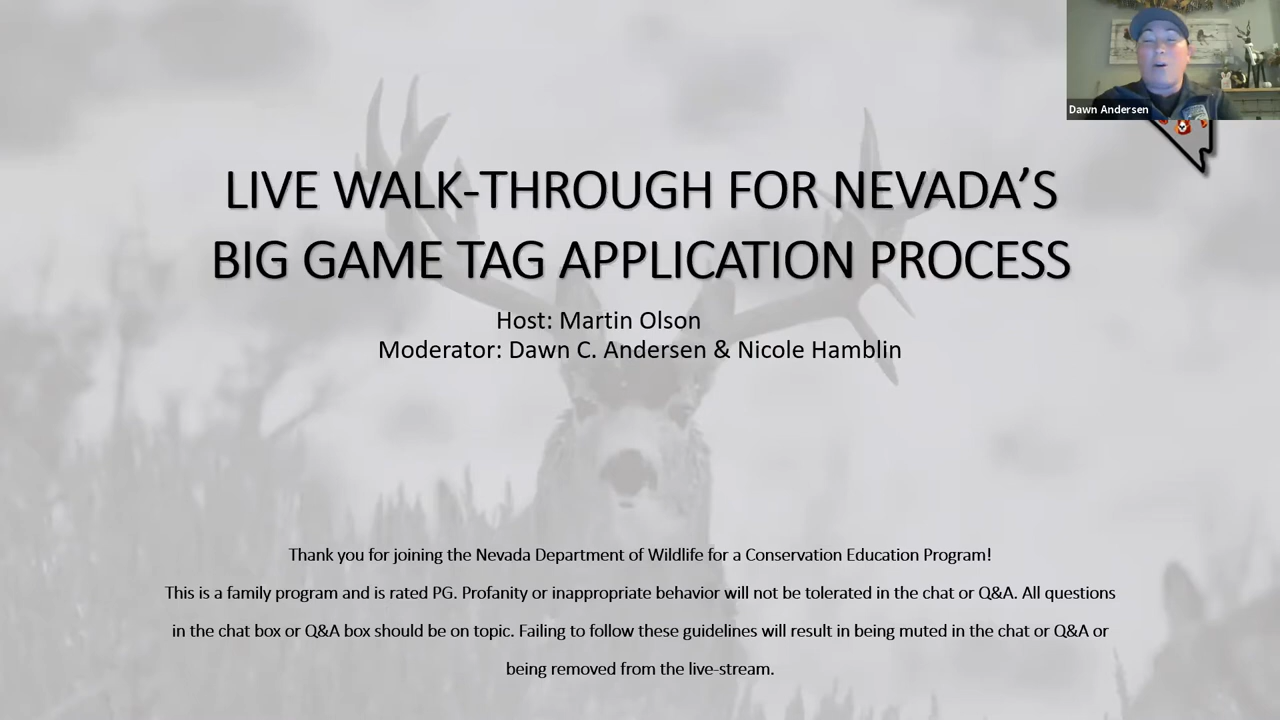 Dawn Andersen
LIVE WALK-THROUGH FOR NEVADA’S
BIG GAME TAG APPLICATION PROCESS
Host: Martin Olson
Moderator: Dawn C. Andersen & Nicole Hamblin
Thank you for joining the Nevada Department of Wildlife for a Conservation Education Program!
This is a family program and is rated PG. Profanity or inappropriate behavior will not be tolerated in the chat or Q&A. All questions
in the chat box or Q&A box should be on topic. Failing to follow these guidelines will result in being muted in the chat or Q&A or
being removed from the live-stream.